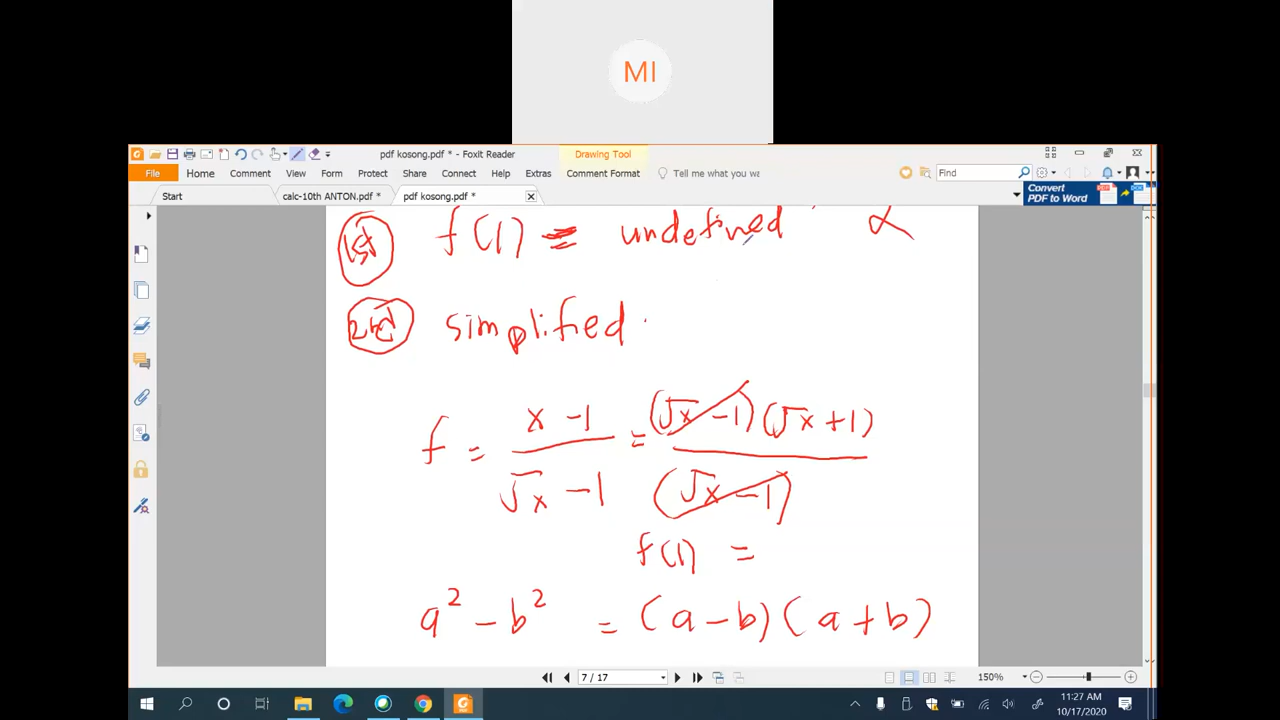 MI
pdf kosong.pdf * - Foxit Reader
Drawing Tool
File Home Comment View Form Protect Share Connect Help Extras Comment Format Tell me what you wa Find
Start calc-10th ANTON.pdf * pdf kosong.pdf *
Convert
PDF to Word
1st f(1) = undefined
2nd simplified.
f = x - 1 / √x - 1 = (√x - 1)(√x + 1) / (√x - 1)
f(1) =
a² - b² = (a - b)(a + b)
7 / 17
150%
11:27 AM
10/17/2020